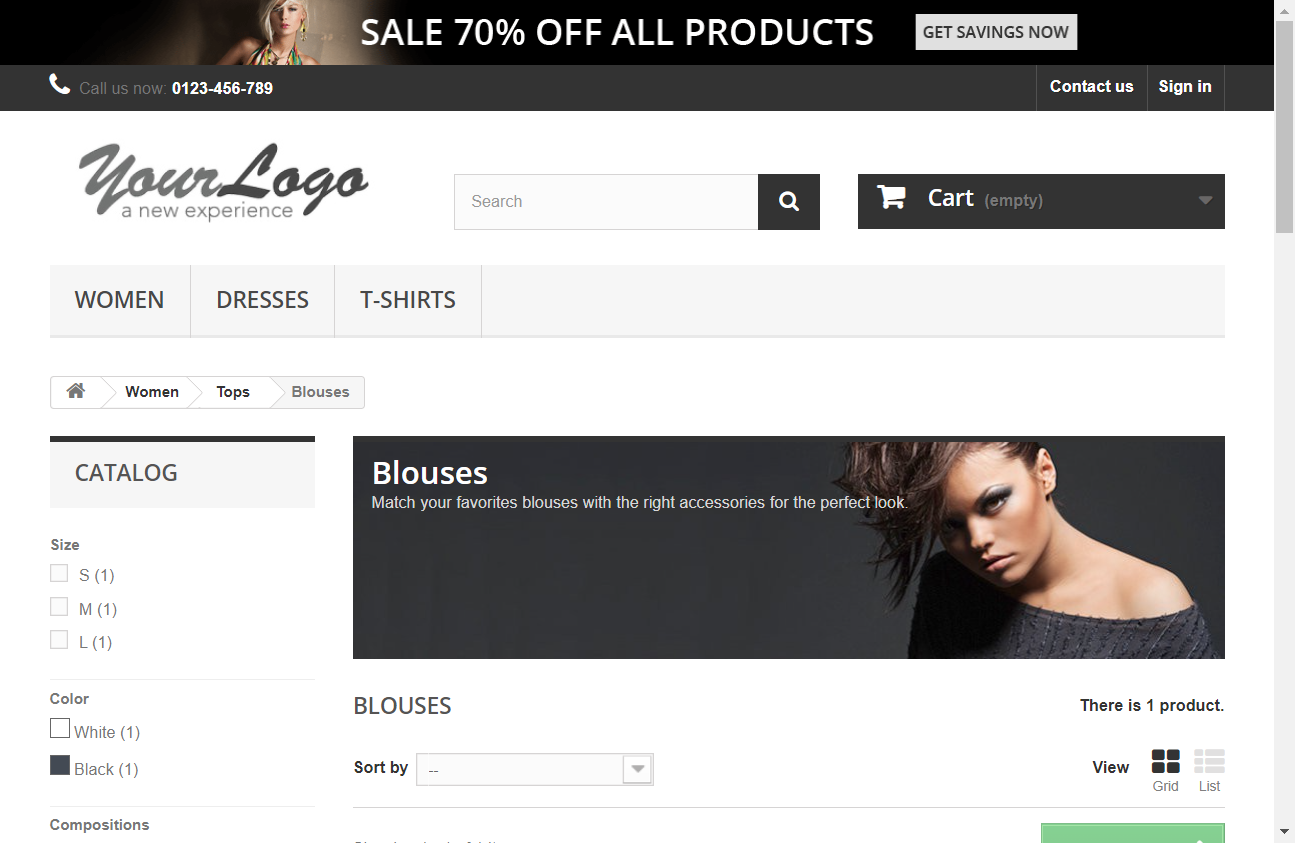 SALE 70% OFF ALL PRODUCTS
GET SAVINGS NOW
Call us now: 0123-456-789
Contact us
Sign in
YourLogo
a new experience
Search
Cart (empty)
WOMEN
DRESSES
T-SHIRTS
Women
Tops
Blouses
CATALOG
Size
S (1)
M (1)
L (1)
Color
White (1)
Black (1)
Compositions
Blouses
Match your favorites blouses with the right accessories for the perfect look.
BLOUSES
There is 1 product.
Sort by
--
View
Grid
List